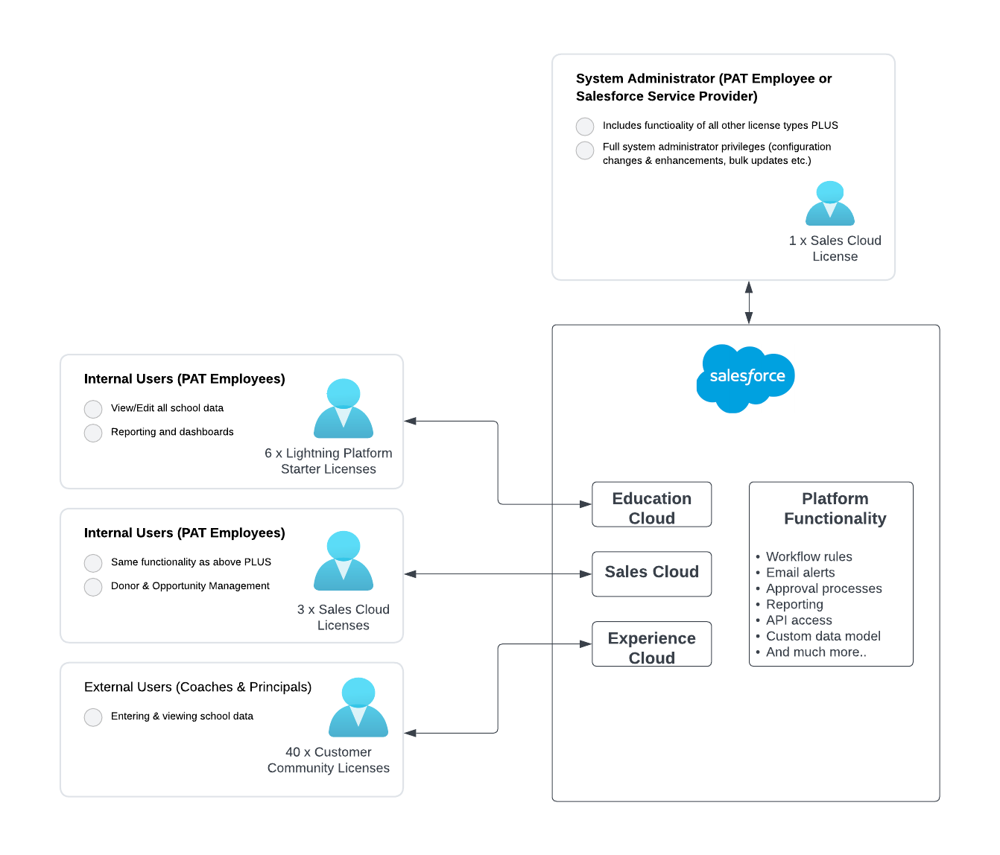 System Administrator (PAT Employee or
Salesforce Service Provider)
Includes functioality of all other license types PLUS
Full system administrator privileges (configuration
changes & enhancements, bulk updates etc.)
1 x Sales Cloud
License
salesforce
Internal Users (PAT Employees)
View/Edit all school data
Reporting and dashboards
6 x Lightning Platform
Starter Licenses
Internal Users (PAT Employees)
Same functionality as above PLUS
Donor & Opportunity Management
3 x Sales Cloud
Licenses
External Users (Coaches & Principals)
Entering & viewing school data
40 x Customer
Community Licenses
Education
Cloud
Sales Cloud
Experience
Cloud
Platform
Functionality
• Workflow rules
• Email alerts
• Approval processes
• Reporting
• API access
• Custom data model
• And much more..